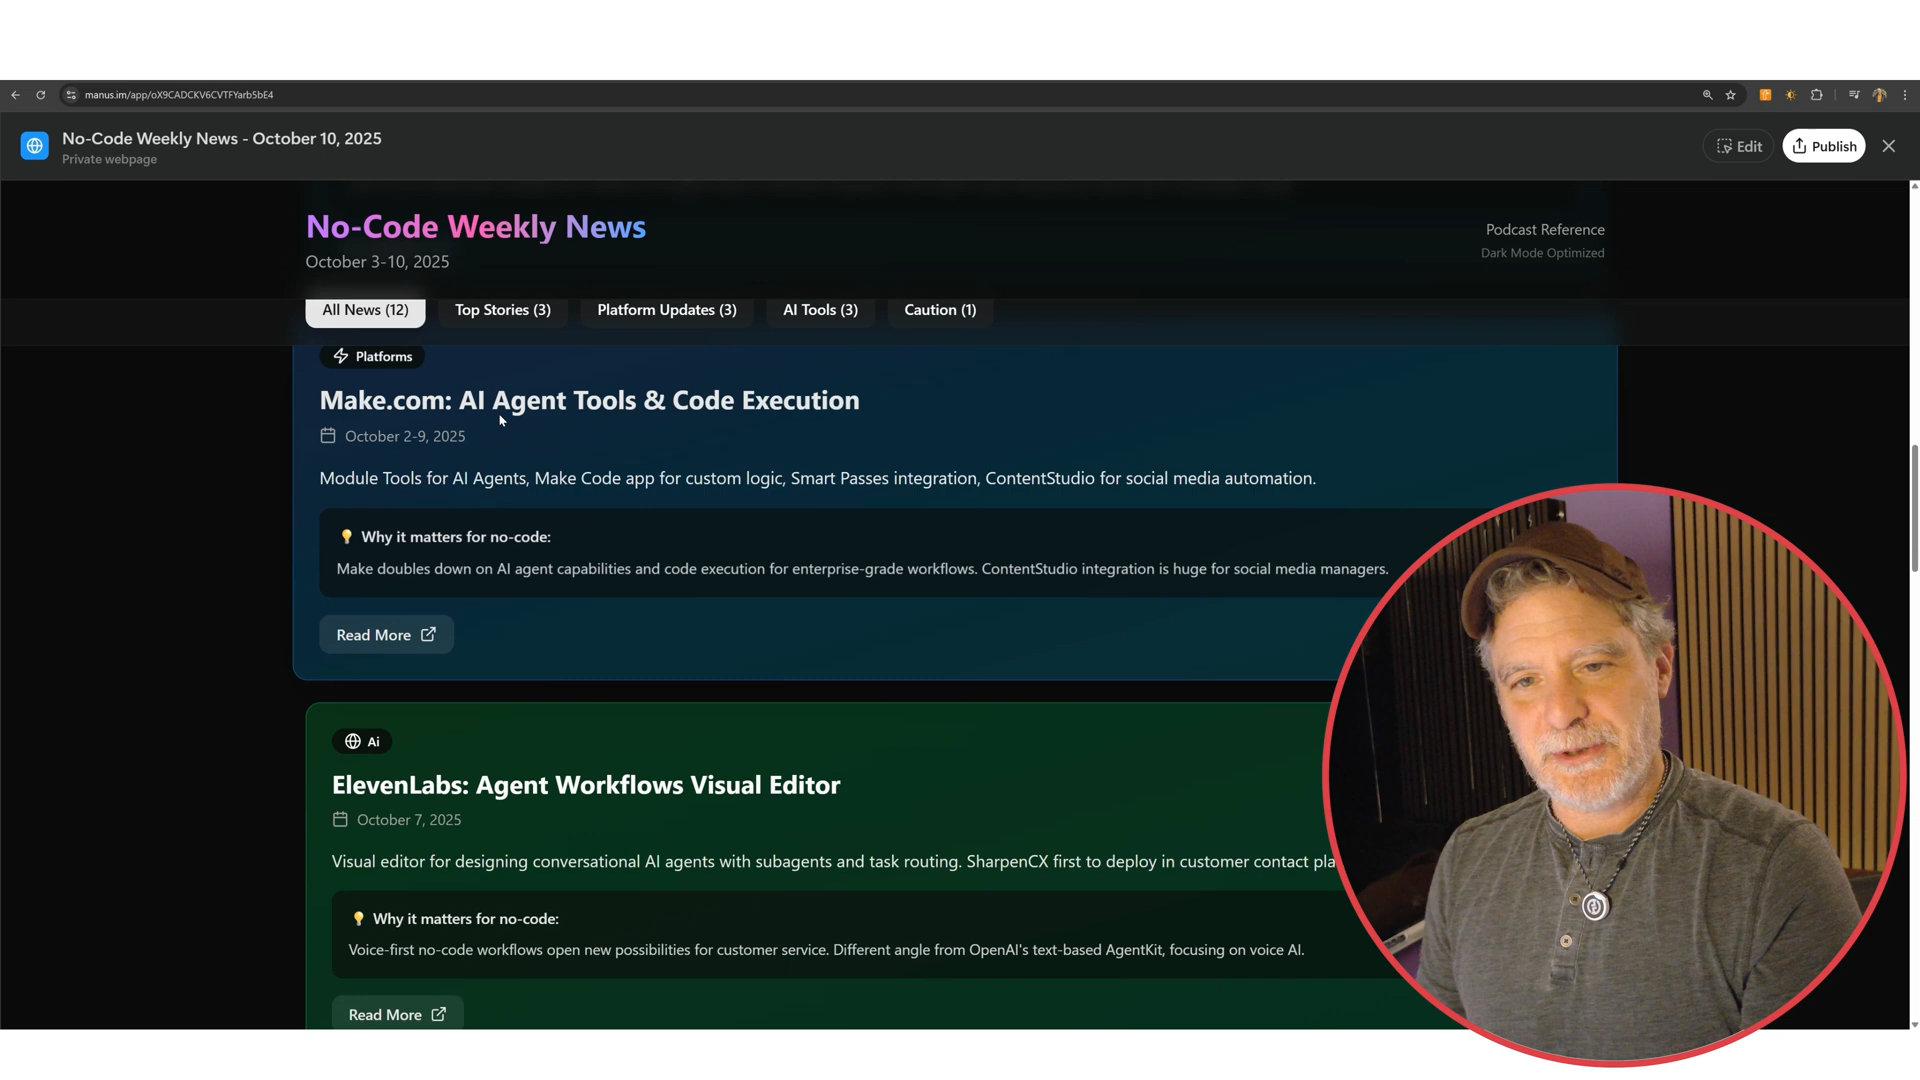 manus.im/app/oX9CADCKV6CVTFYarb5bE4
No-Code Weekly News - October 10, 2025
Private webpage
Edit
Publish
No-Code Weekly News
October 3-10, 2025
Podcast Reference
Dark Mode Optimized
All News (12)
Top Stories (3)
Platform Updates (3)
AI Tools (3)
Caution (1)
Platforms
Make.com: AI Agent Tools & Code Execution
October 2-9, 2025
Module Tools for AI Agents, Make Code app for custom logic, Smart Passes integration, ContentStudio for social media automation.
Why it matters for no-code:
Make doubles down on AI agent capabilities and code execution for enterprise-grade workflows. ContentStudio integration is huge for social media managers.
Read More
Ai
ElevenLabs: Agent Workflows Visual Editor
October 7, 2025
Visual editor for designing conversational AI agents with subagents and task routing. SharpenCX first to deploy in customer contact pla
Why it matters for no-code:
Voice-first no-code workflows open new possibilities for customer service. Different angle from OpenAI's text-based AgentKit, focusing on voice AI.
Read More